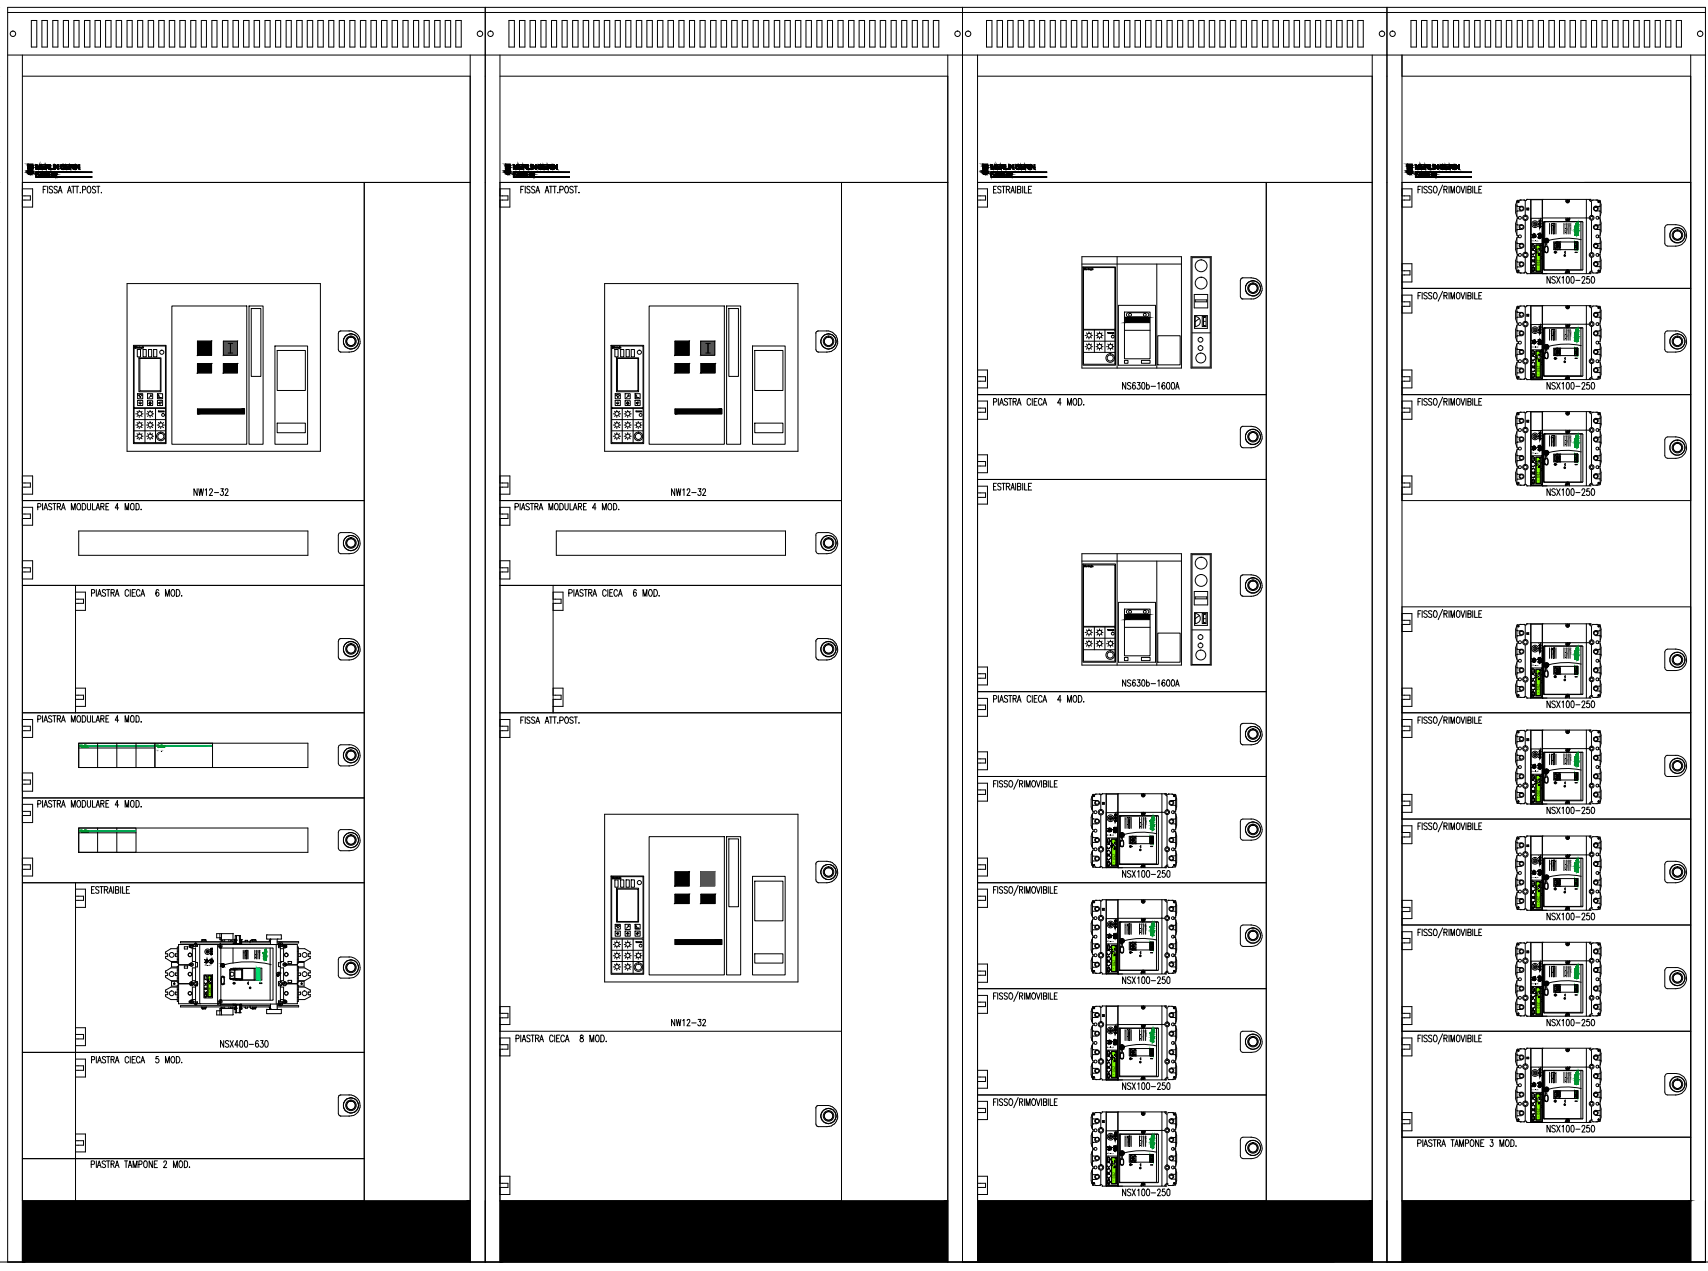 FISSA ATT.POST.
NW12-32
PIASTRA MODULARE 4 MOD.
PIASTRA CIECA 6 MOD.
PIASTRA MODULARE 4 MOD.
PIASTRA MODULARE 4 MOD.
ESTRAIBILE
NSX400-630
PIASTRA CIECA 5 MOD.
PIASTRA TAMPONE 2 MOD.
FISSA ATT.POST.
NW12-32
PIASTRA MODULARE 4 MOD.
PIASTRA CIECA 6 MOD.
FISSA ATT.POST.
NW12-32
PIASTRA CIECA 8 MOD.
ESTRAIBILE
NS630b-1600A
PIASTRA CIECA 4 MOD.
ESTRAIBILE
NS630b-1600A
PIASTRA CIECA 4 MOD.
FISSO/RIMOVIBILE
NSX100-250
FISSO/RIMOVIBILE
NSX100-250
FISSO/RIMOVIBILE
NSX100-250
FISSO/RIMOVIBILE
NSX100-250
FISSO/RIMOVIBILE
NSX100-250
FISSO/RIMOVIBILE
NSX100-250
FISSO/RIMOVIBILE
NSX100-250
FISSO/RIMOVIBILE
NSX100-250
FISSO/RIMOVIBILE
NSX100-250
FISSO/RIMOVIBILE
NSX100-250
FISSO/RIMOVIBILE
NSX100-250
FISSO/RIMOVIBILE
NSX100-250
PIASTRA TAMPONE 3 MOD.